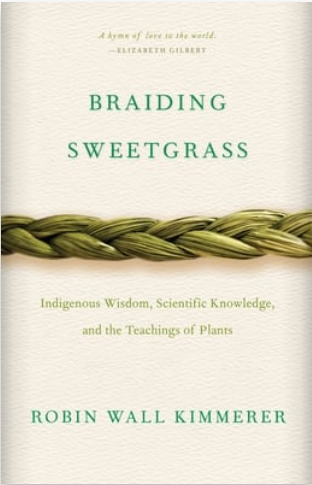 A hymn of love to the world.
—ELIZABETH GILBERT
BRAIDING
SWEETGRASS
Indigenous Wisdom, Scientific Knowledge,
and the Teachings of Plants
ROBIN WALL KIMMERER